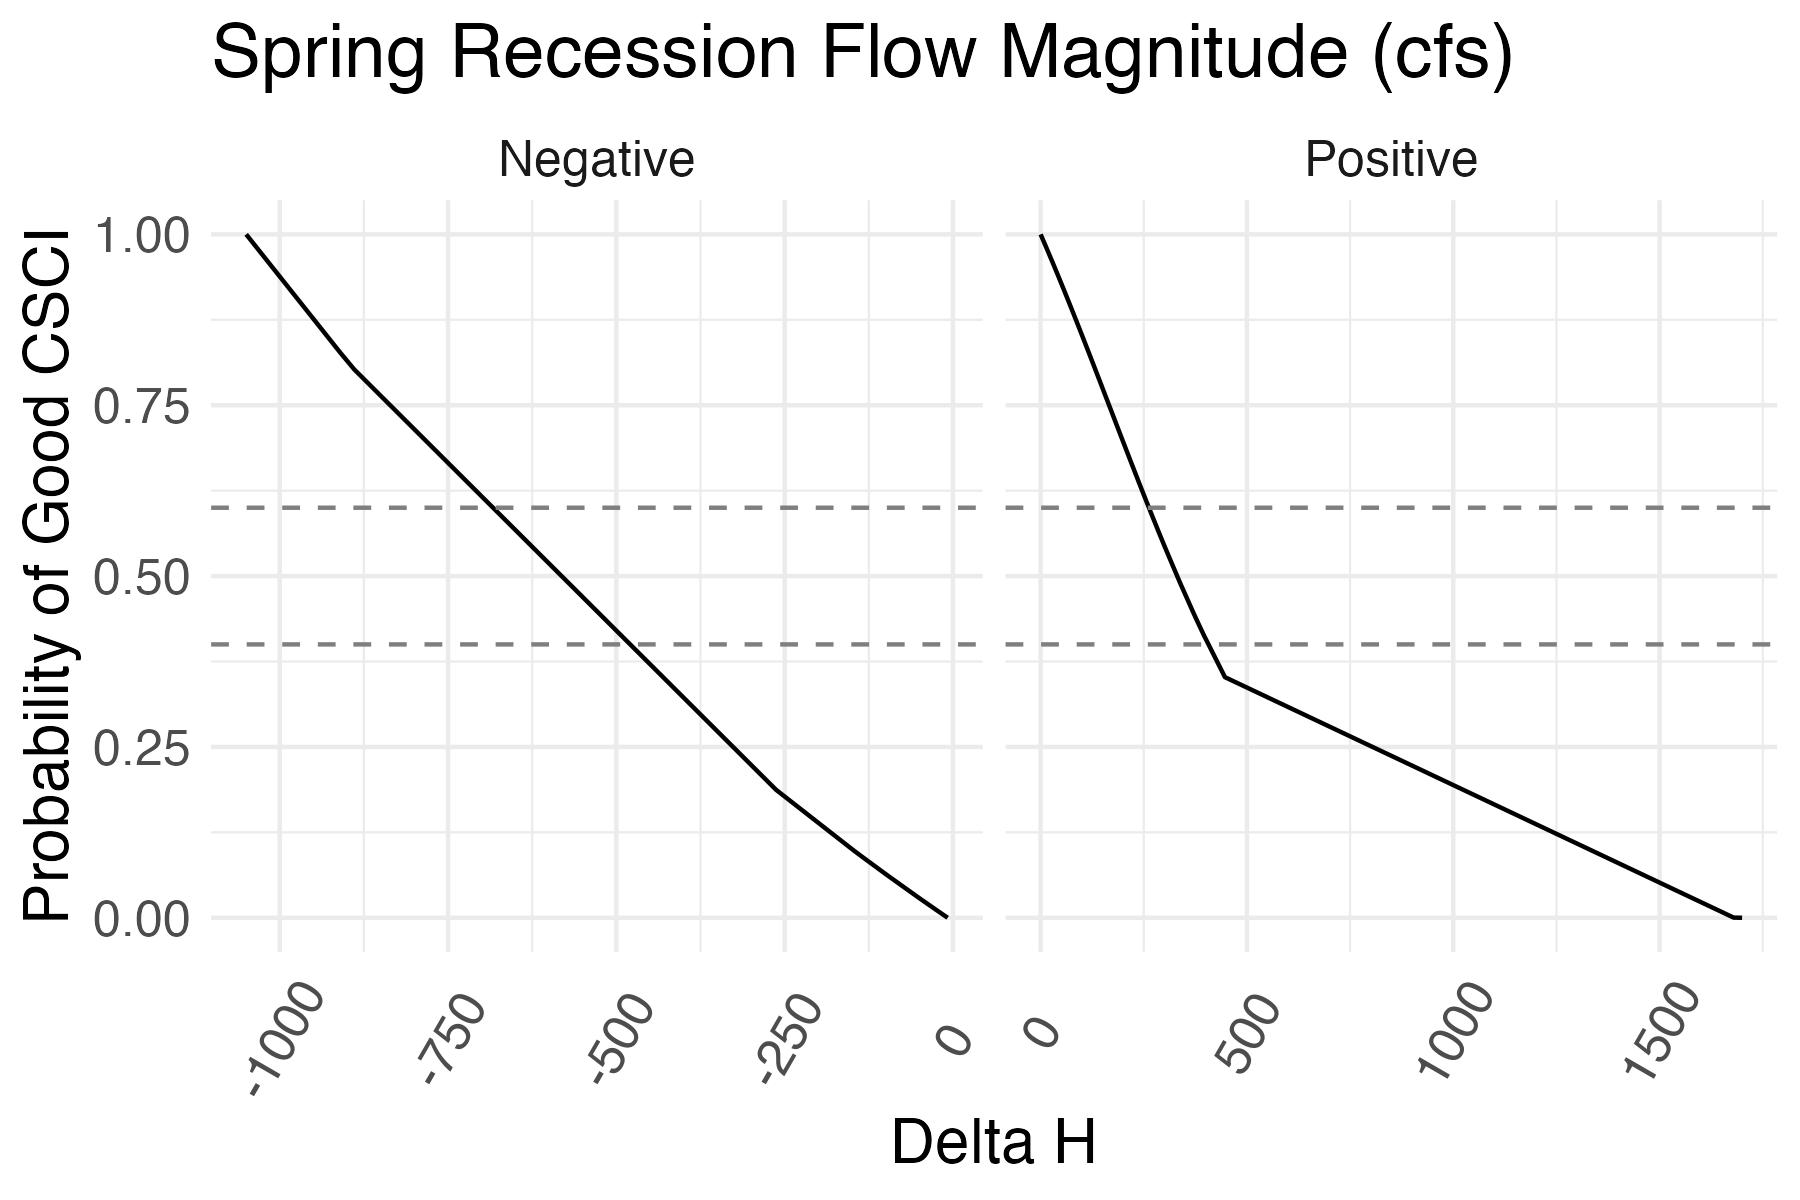 Spring Recession Flow Magnitude (cfs)
Negative
Positive
Probability of Good CSCI
1.00
0.75
0.50
0.25
0.00
-1000
-750
-500
-250
0
0
500
1000
1500
Delta H